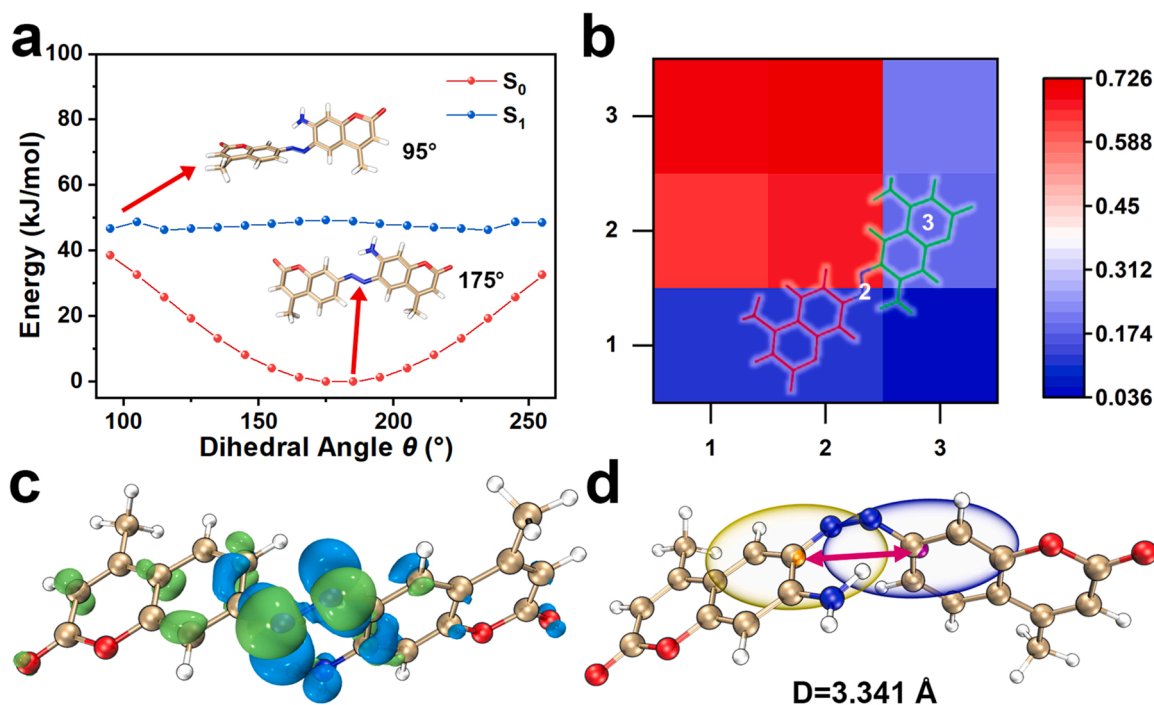 a
100
80
60
40
20
0
Energy (kJ/mol)
S0
S1
95°
175°
100
150
200
250
Dihedral Angle θ (°)
b
3
2
1
1
2
3
3
2
0.726
0.588
0.45
0.312
0.174
0.036
c
d
D=3.341 Å